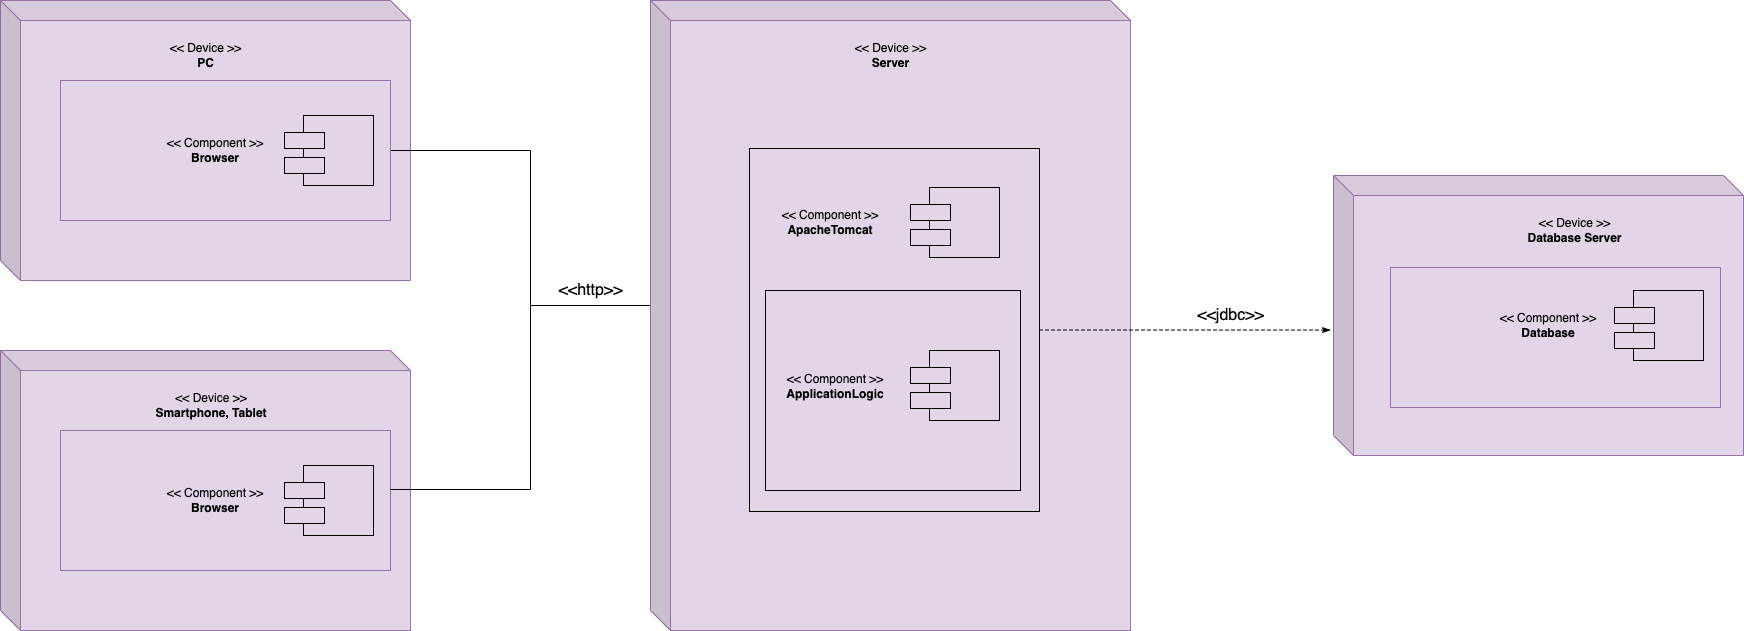 << Device >>
PC
<< Component >>
Browser
<< Device >>
Smartphone, Tablet
<< Component >>
Browser
<<http>>
<< Device >>
Server
<< Component >>
ApacheTomcat
<< Component >>
ApplicationLogic
<<jdbc>>
<< Device >>
Database Server
<< Component >>
Database